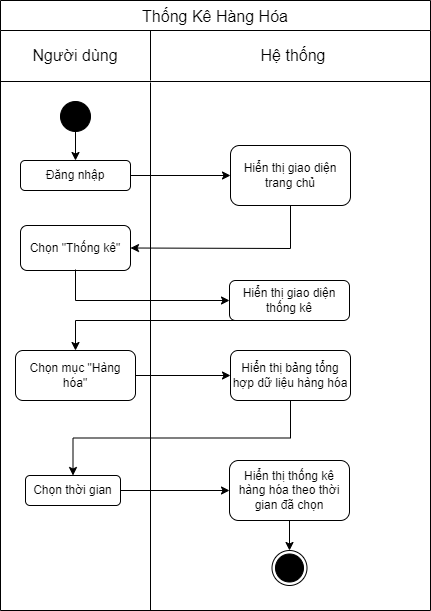 Thống Kê Hàng Hóa
Người dùng
Hệ thống
Đăng nhập
Hiển thị giao diện
trang chủ
Chọn "Thống kê"
Hiển thị giao diện
thống kê
Chọn mục "Hàng
hóa"
Hiển thị bảng tổng
hợp dữ liệu hàng hóa
Chọn thời gian
Hiển thị thống kê
hàng hóa theo thời
gian đã chọn